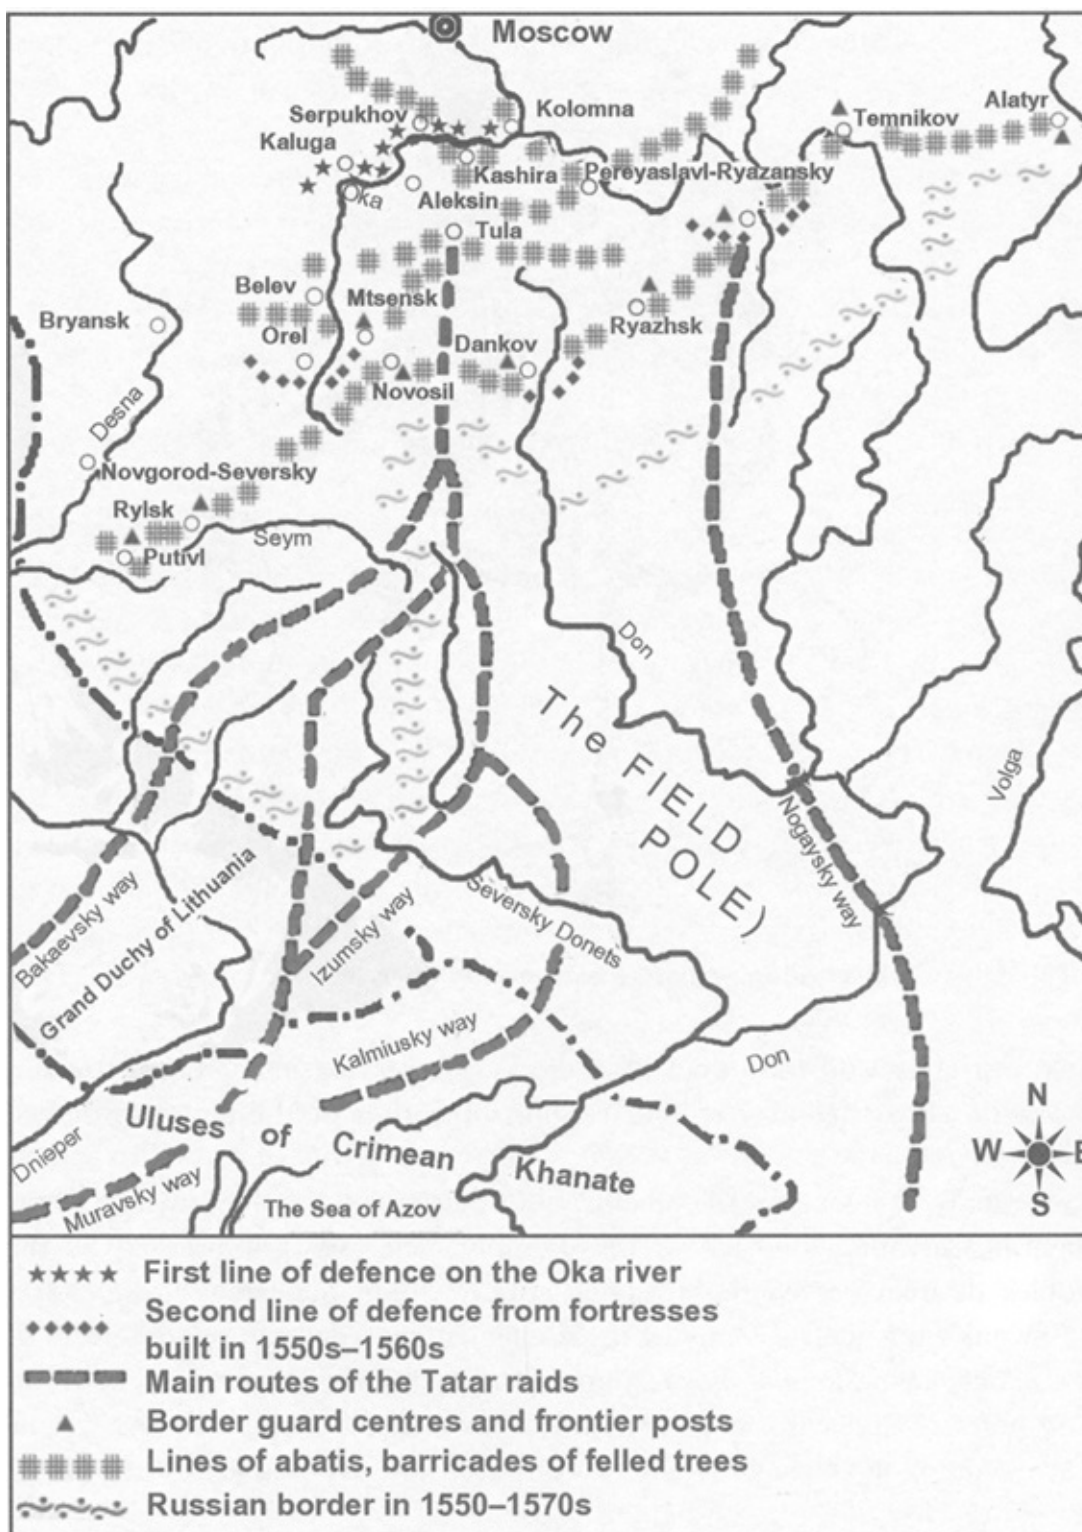 Moscow
Serpukhov
Kolomna
Temnikov
Alatyr
Kaluga
Kashira
Pereyaslavl-Ryazansky
Oka
Aleksin
Tula
Belev
Mtsensk
Bryansk
Orel
Dankov
Ryazhsk
Novosil
Desna
Novgorod-Seversky
Rylsk
Seym
Putivl
Don
The FIELD
POLE)
Volga
Nogaysky way
Bakaevsky way
Grand Duchy of Lithuania
Izumsky way
Seversky Donets
Kalmiusky way
Don
Uluses of Crimean Khanate
Dnieper
Muravsky way
The Sea of Azov
N
W E
S
First line of defence on the Oka river
Second line of defence from fortresses
built in 1550s–1560s
Main routes of the Tatar raids
Border guard centres and frontier posts
Lines of abatis, barricades of felled trees
Russian border in 1550–1570s